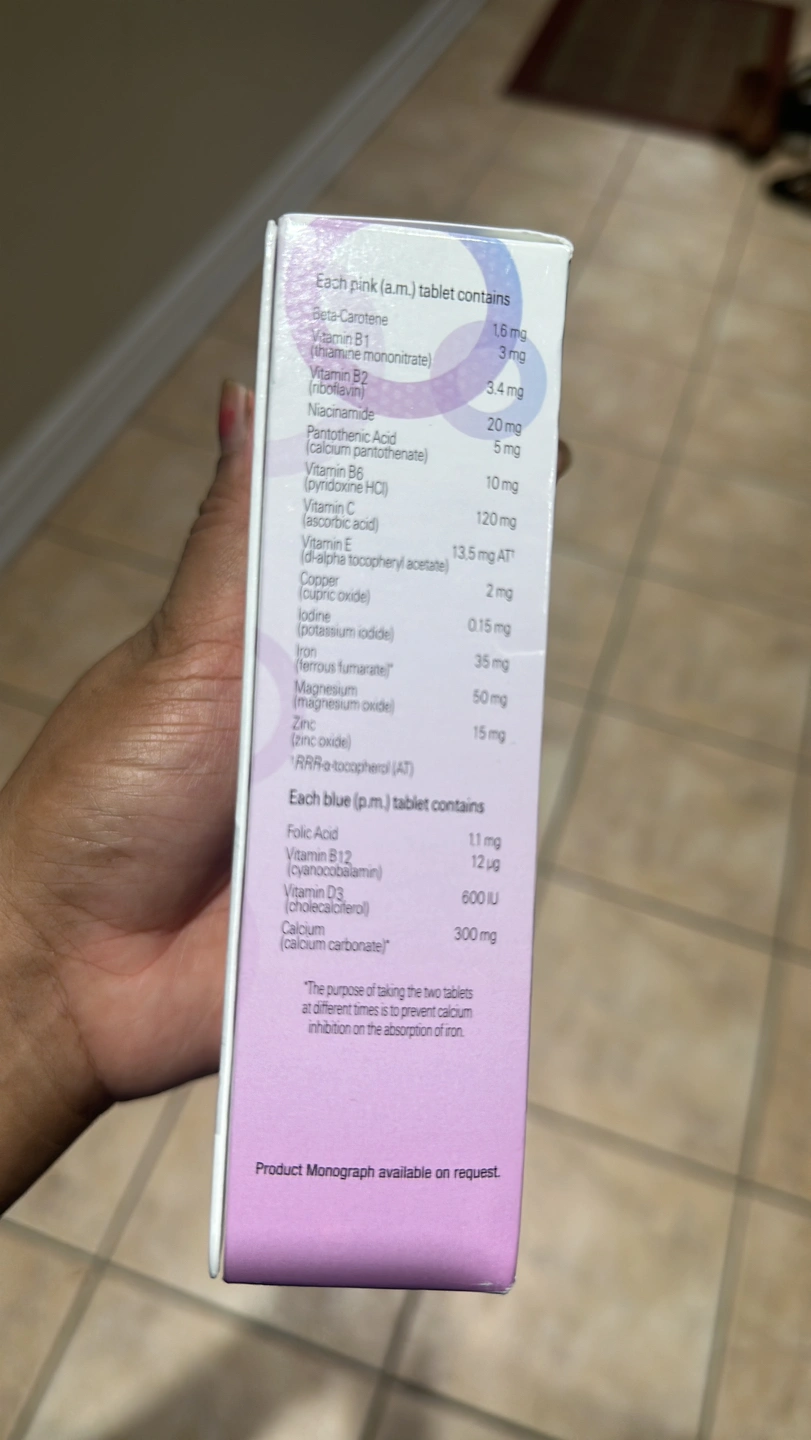 Each pink (a.m.) tablet contains
Beta-Carotene 1.6 mg
Vitamin B1 3 mg
(thiamine mononitrate)
Vitamin B2 3.4 mg
(riboflavin)
Niacinamide 20 mg
Pantothenic Acid 5 mg
(calcium pantothenate)
Vitamin B6 10 mg
(pyridoxine HCl)
Vitamin C 120 mg
(ascorbic acid)
Vitamin E 13.5 mg AT†
(dl-alpha tocopheryl acetate)
Copper 2 mg
(cupric oxide)
Iodine 0.15 mg
(potassium iodide)
Iron 35 mg
(ferrous fumarate)*
Magnesium 50 mg
(magnesium oxide)
Zinc 15 mg
(zinc oxide)
†RRR-α-tocopherol (AT)
Each blue (p.m.) tablet contains
Folic Acid 1.1 mg
Vitamin B12 12 µg
(cyanocobalamin)
Vitamin D3 600 IU
(cholecalciferol)
Calcium 300 mg
(calcium carbonate)*
*The purpose of taking the two tablets
at different times is to prevent calcium
inhibition on the absorption of iron.
Product Monograph available on request.